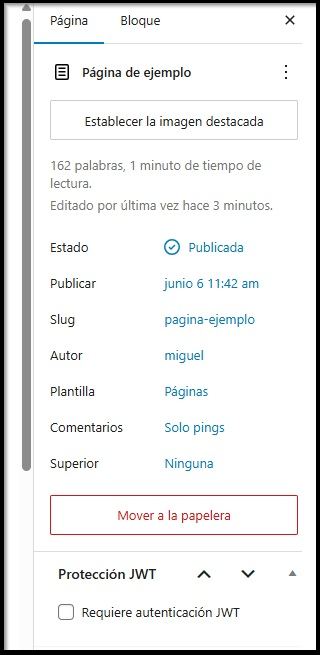 Página Bloque
Página de ejemplo
Establecer la imagen destacada
162 palabras, 1 minuto de tiempo de
lectura.
Editado por última vez hace 3 minutos.
Estado Publicada
Publicar junio 6 11:42 am
Slug pagina-ejemplo
Autor miguel
Plantilla Páginas
Comentarios Solo pings
Superior Ninguna
Mover a la papelera
Protección JWT
Requiere autenticación JWT